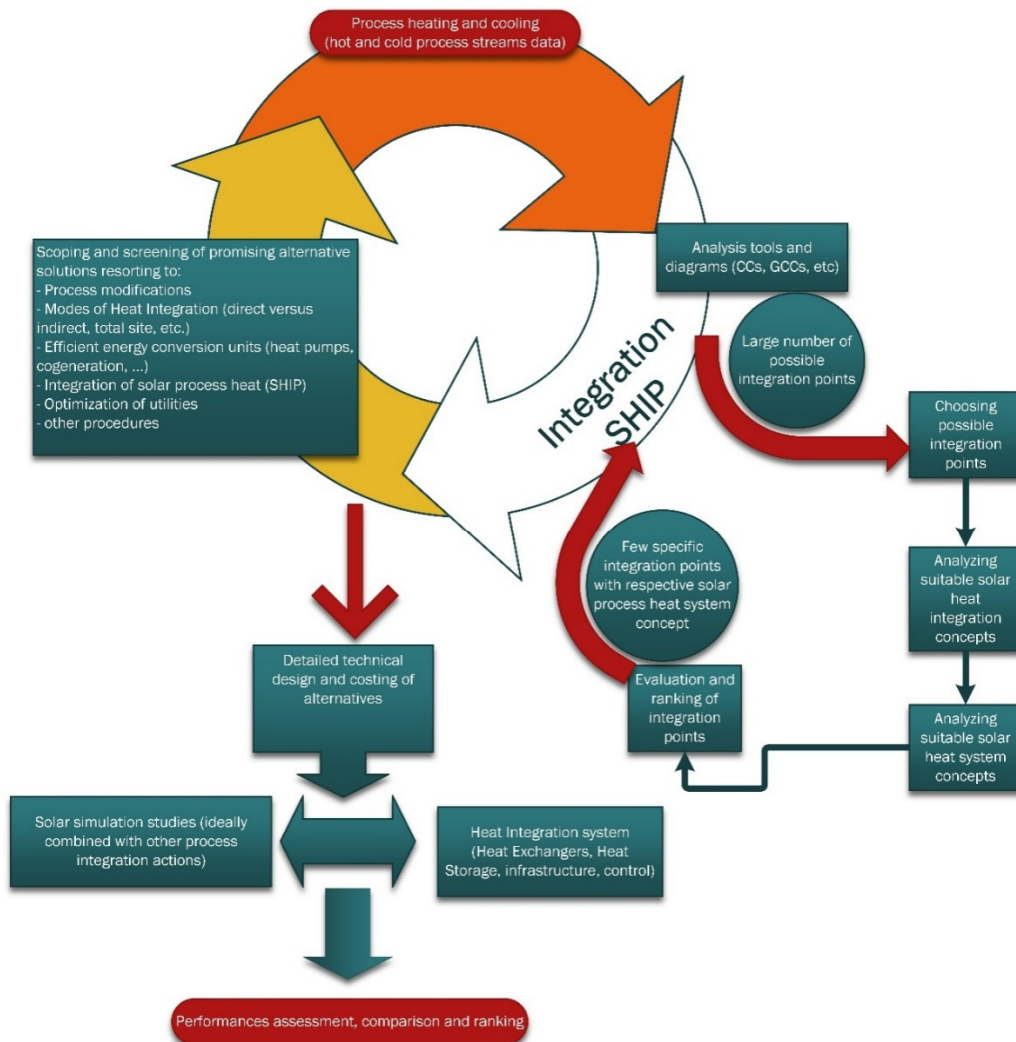 Process heating and cooling
(hot and cold process streams data)
Scoping and screening of promising alternative
solutions resorting to:
- Process modifications
- Modes of Heat Integration (direct versus
indirect, total site, etc.)
- Efficient energy conversion units (heat pumps,
cogeneration, ...)
- Integration of solar process heat (SHIP)
- Optimization of utilities
- other procedures
Analysis tools and
diagrams (CCs, GCCs, etc)
Large number of
possible
integration points
Integration
SHIP
Choosing
possible
integration
points
Analyzing
suitable solar
heat
integration
concepts
Analyzing
suitable solar
heat system
concepts
Few specific
integration points
with respective solar
process heat system
concept
Evaluation and
ranking of
integration
points
Detailed technical
design and costing of
alternatives
Solar simulation studies (ideally
combined with other process
integration actions)
Heat Integration system
(Heat Exchangers, Heat
Storage, infrastructure, control)
Performances assessment, comparison and ranking